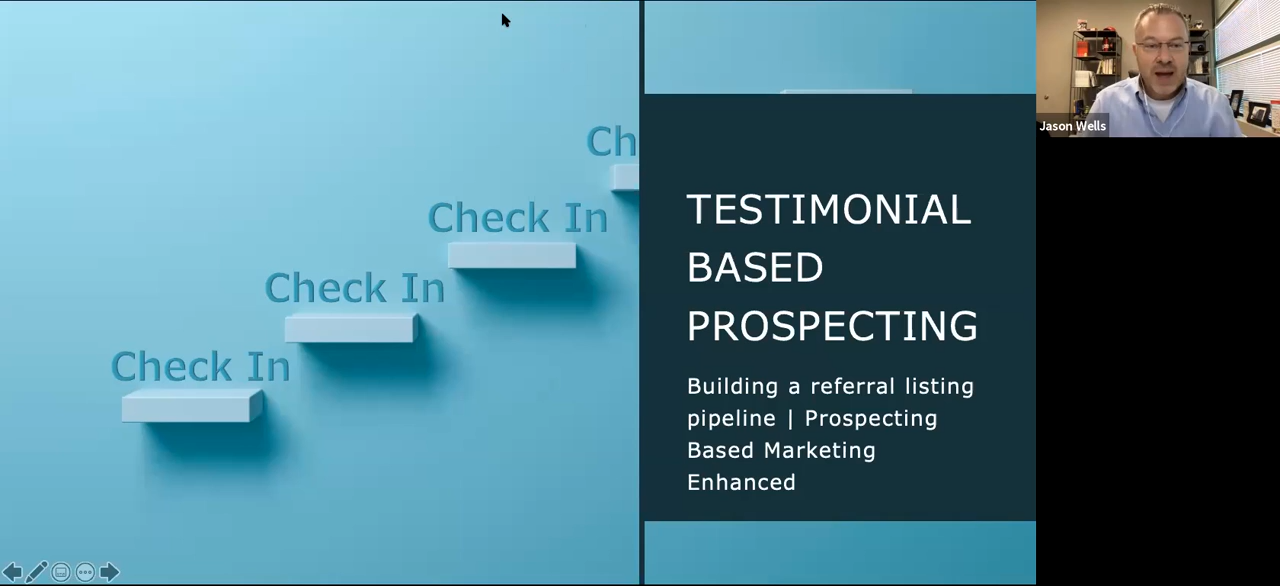 Ch
Check In
Check In
Check In
TESTIMONIAL
BASED
PROSPECTING
Building a referral listing
pipeline | Prospecting
Based Marketing
Enhanced
Jason Wells